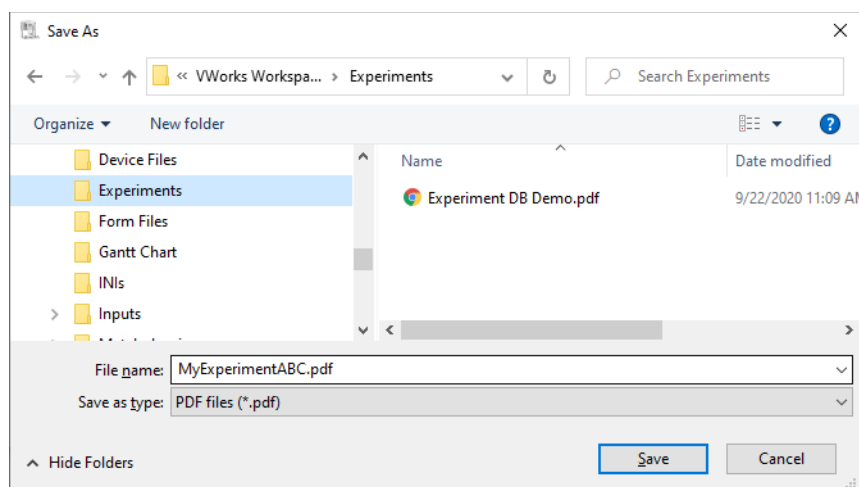 Save As
« VWorks Workspa... › Experiments
Search Experiments
Organize
New folder
Device Files
Experiments
Form Files
Gantt Chart
INIs
Inputs
Name
Date modified
Experiment DB Demo.pdf
9/22/2020 11:09 AM
File name: MyExperimentABC.pdf
Save as type: PDF files (*.pdf)
Hide Folders
Save
Cancel